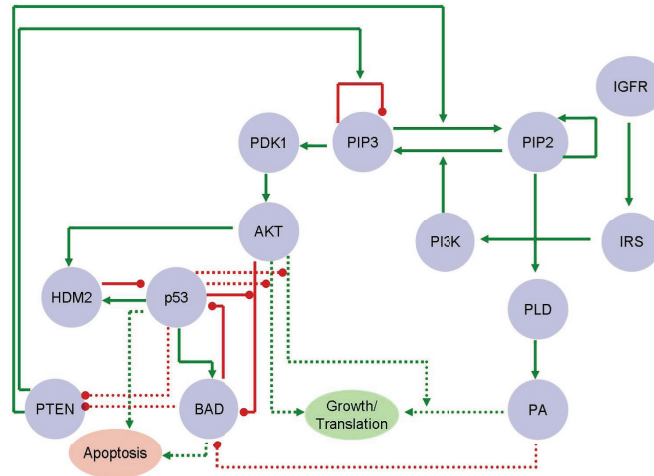 IGFR
PDK1
PIP3
PIP2
AKT
PI3K
IRS
HDM2
p53
PLD
PTEN
BAD
Growth/
Translation
PA
Apoptosis